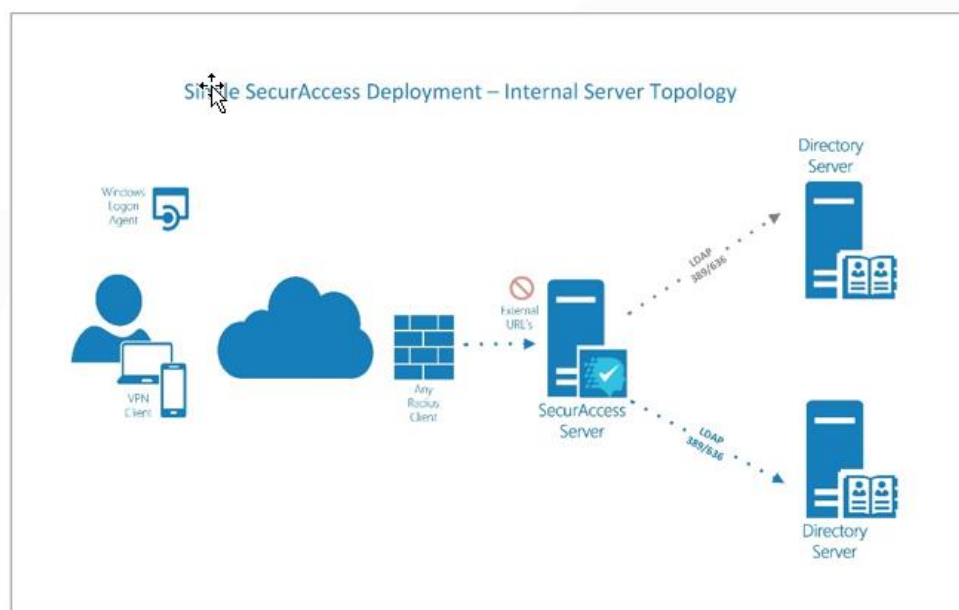 Single SecurAccess Deployment – Internal Server Topology
Directory
Server
Windows
Logon
Agent
LDAP
389/636
External
URL's
VPN
Client
Any
Radius
Client
SecurAccess
Server
LDAP
389/636
Directory
Server